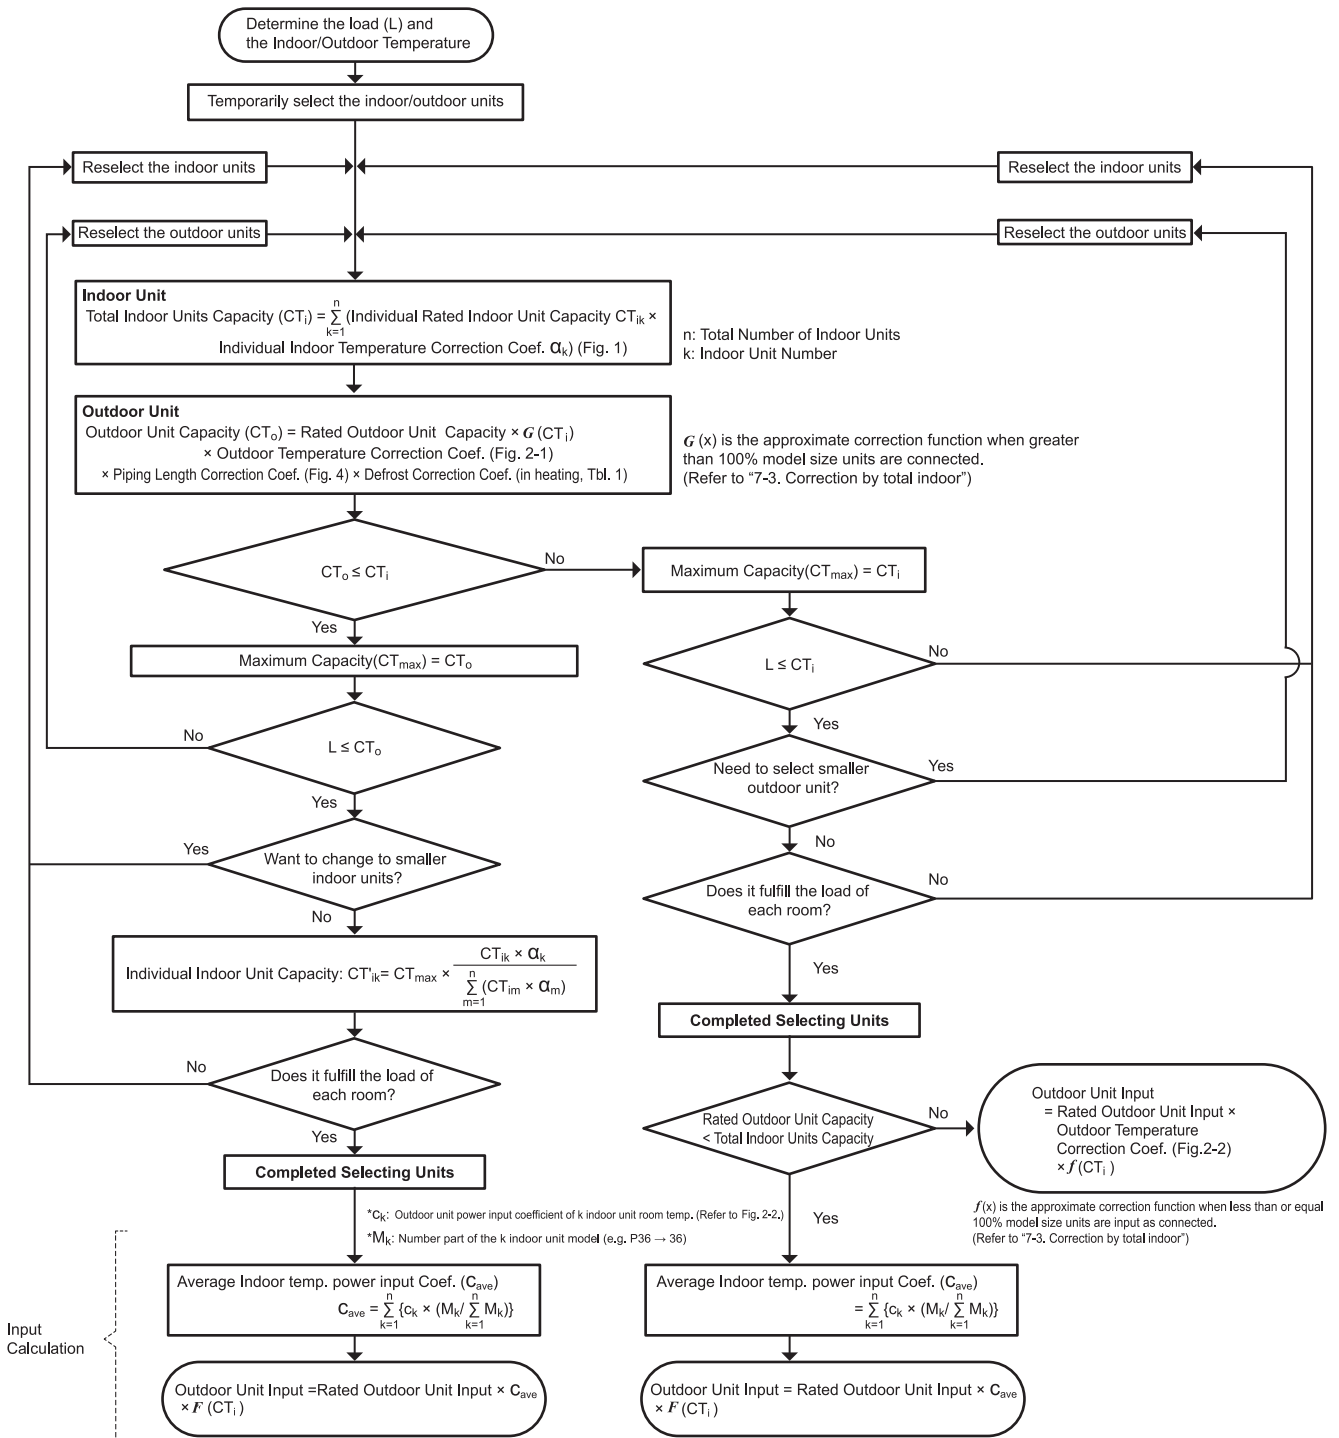 Determine the load (L) and
the Indoor/Outdoor Temperature
Temporarily select the indoor/outdoor units
Reselect the indoor units
Reselect the indoor units
Reselect the outdoor units
Reselect the outdoor units
Indoor Unit
Total Indoor Units Capacity (CTi) = n∑k=1 (Individual Rated Indoor Unit Capacity CTik ×
Individual Indoor Temperature Correction Coef. αk) (Fig. 1)
n: Total Number of Indoor Units
k: Indoor Unit Number
Outdoor Unit
Outdoor Unit Capacity (CTo) = Rated Outdoor Unit Capacity × G (CTi)
× Outdoor Temperature Correction Coef. (Fig. 2-1)
× Piping Length Correction Coef. (Fig. 4) × Defrost Correction Coef. (in heating, Tbl. 1)
G (x) is the approximate correction function when greater
than 100% model size units are connected.
(Refer to “7-3. Correction by total indoor”)
CTo ≤ CTi
No
Maximum Capacity(CTmax) = CTi
Yes
Maximum Capacity(CTmax) = CTo
L ≤ CTi
No
Yes
L ≤ CTo
No
Yes
Need to select smaller
outdoor unit?
Yes
No
Want to change to smaller
indoor units?
Yes
No
Does it fulfill the load of
each room?
No
Yes
Individual Indoor Unit Capacity: CT'ik= CTmax × CTik × αk / n∑m=1 (CTim × αm)
Completed Selecting Units
Does it fulfill the load of
each room?
No
Yes
Rated Outdoor Unit Capacity
< Total Indoor Units Capacity
No
Yes
Outdoor Unit Input
= Rated Outdoor Unit Input ×
Outdoor Temperature
Correction Coef. (Fig.2-2)
× f (CTi )
f (x) is the approximate correction function when less than or equal
100% model size units are input as connected.
(Refer to “7-3. Correction by total indoor”)
Completed Selecting Units
*ck: Outdoor unit power input coefficient of k indoor unit room temp. (Refer to Fig. 2-2.)
*Mk: Number part of the k indoor unit model (e.g. P36 → 36)
Input
Calculation
Average Indoor temp. power input Coef. (Cave)
Cave = n∑k=1 {ck × (Mk/ n∑k=1 Mk)}
Outdoor Unit Input =Rated Outdoor Unit Input × Cave
× F (CTi )
Average Indoor temp. power input Coef. (Cave)
= n∑k=1 {ck × (Mk/ n∑k=1 Mk)}
Outdoor Unit Input = Rated Outdoor Unit Input × Cave
× F (CTi )